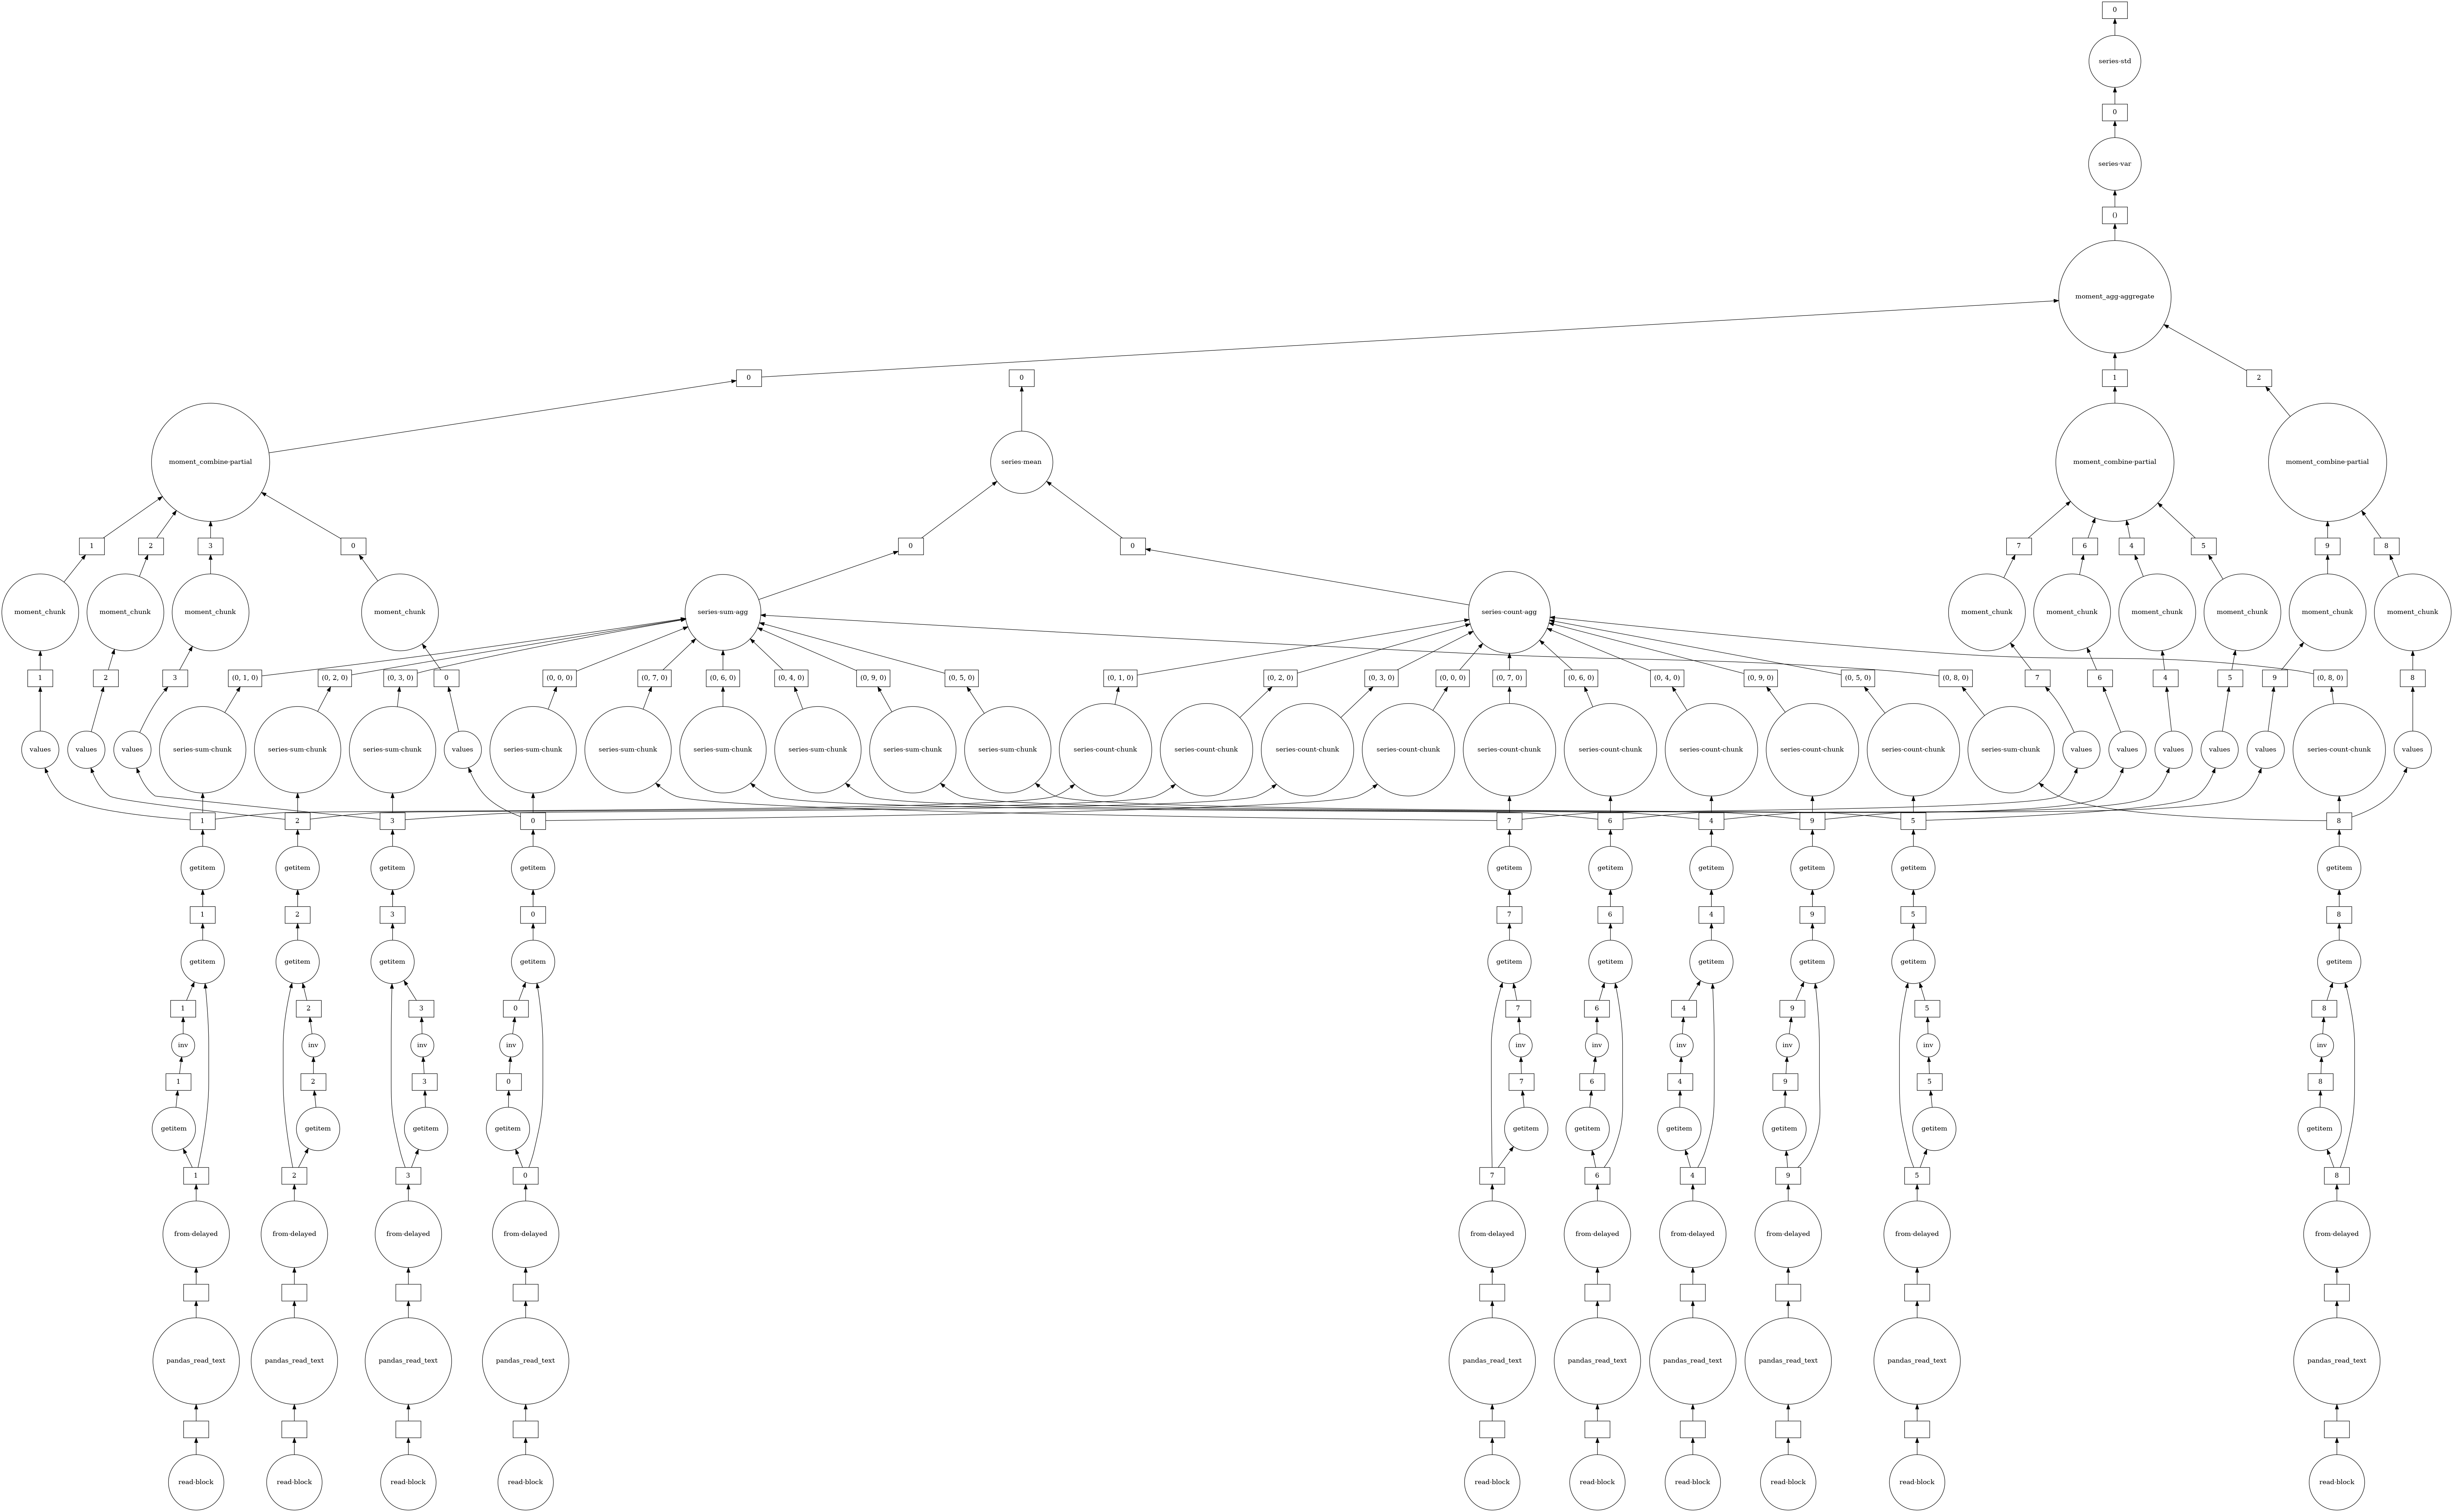 0
series-std
0
series-var
()
moment_agg-aggregate
0 0 1 2
moment_combine-partial series-mean moment_combine-partial moment_combine-partial
1 2 3 0 0 0 7 6 4 5 9 8
moment_chunk moment_chunk moment_chunk moment_chunk series-sum-agg series-count-agg moment_chunk moment_chunk moment_chunk moment_chunk moment_chunk moment_chunk
1 2 3 (0, 1, 0) (0, 2, 0) (0, 3, 0) 0 (0, 0, 0) (0, 7, 0) (0, 6, 0) (0, 4, 0) (0, 9, 0) (0, 5, 0) (0, 1, 0) (0, 2, 0) (0, 3, 0) (0, 0, 0) (0, 7, 0) (0, 6, 0) (0, 4, 0) (0, 9, 0) (0, 5, 0) (0, 8, 0) 7 6 4 5 9 (0, 8, 0) 8
values values values series-sum-chunk series-sum-chunk series-sum-chunk values series-sum-chunk series-sum-chunk series-sum-chunk series-sum-chunk series-sum-chunk series-sum-chunk series-count-chunk series-count-chunk series-count-chunk series-count-chunk series-count-chunk series-count-chunk series-count-chunk series-count-chunk series-count-chunk series-sum-chunk values values values values values series-count-chunk values
1 2 3 0 7 6 4 9 5 8
getitem getitem getitem getitem getitem getitem getitem getitem getitem getitem
1 2 3 0 7 6 4 9 5 8
getitem getitem getitem getitem getitem getitem getitem getitem getitem getitem
1 2 3 0 7 6 4 9 5 8
inv inv inv inv inv inv inv inv inv inv
1 2 3 0 7 6 4 9 5 8
getitem getitem getitem getitem getitem getitem getitem getitem getitem getitem
1 2 3 0 7 6 4 9 5 8
from-delayed from-delayed from-delayed from-delayed from-delayed from-delayed from-delayed from-delayed from-delayed from-delayed
pandas_read_text pandas_read_text pandas_read_text pandas_read_text pandas_read_text pandas_read_text pandas_read_text pandas_read_text pandas_read_text pandas_read_text
read-block read-block read-block read-block read-block read-block read-block read-block read-block read-block